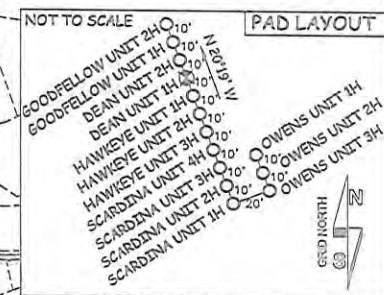 NOT TO SCALE
PAD LAYOUT
GOODFELLOW UNIT 2H
10'
GOODFELLOW UNIT 1H
10'
DEAN UNIT 2H
10'
DEAN UNIT 1H
10'
HAWKEYE UNIT 1H
10'
HAWKEYE UNIT 2H
10'
HAWKEYE UNIT 3H
10'
SCARDINA UNIT 4H
10'
SCARDINA UNIT 3H
10'
SCARDINA UNIT 2H
10'
SCARDINA UNIT 1H
20'
N 20°19' W
OWENS UNIT 1H
10'
OWENS UNIT 2H
10'
OWENS UNIT 3H
GRID NORTH
N